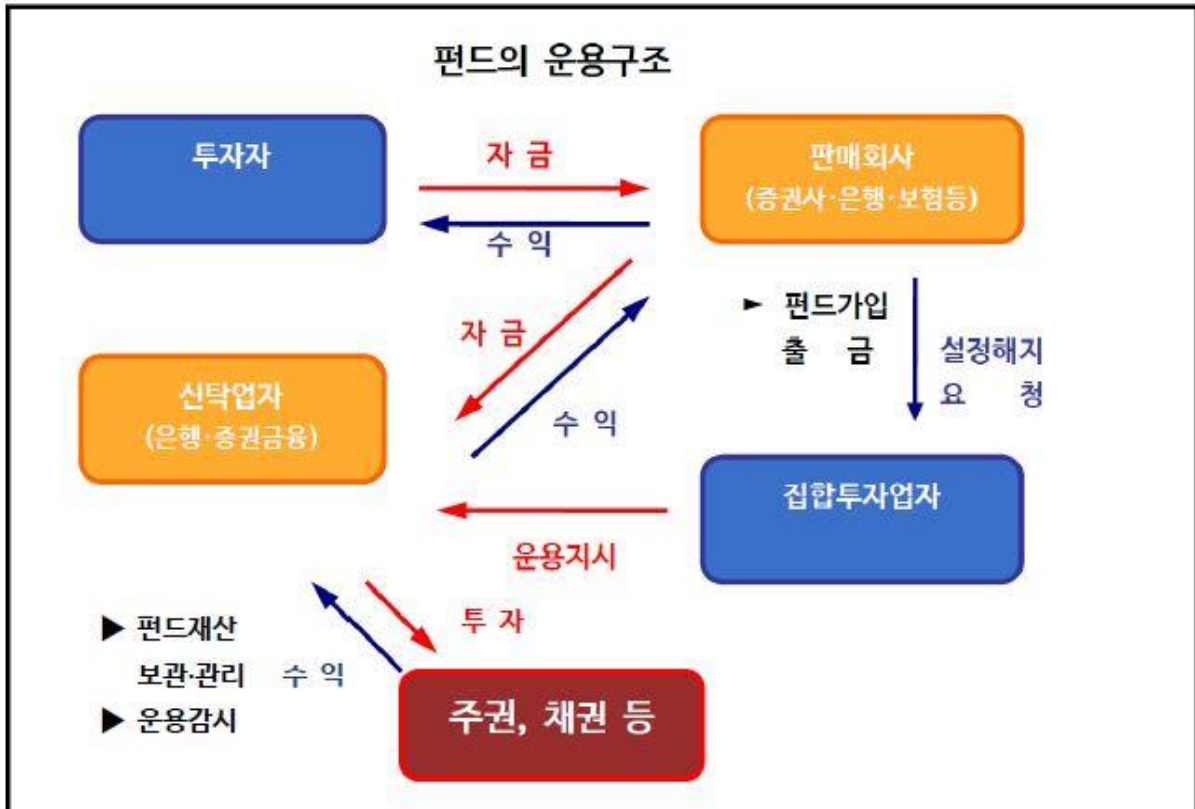 펀드의 운용구조
투자자
자 금
판매회사
(증권사·은행·보험등)
수 익
► 펀드가입
출 금
설정해지
요 청
자 금
신탁업자
(은행·증권금융)
수 익
집합투자업자
운용지시
투 자
▶ 펀드재산
보관·관리
수 익
▶ 운용감시
주권, 채권 등